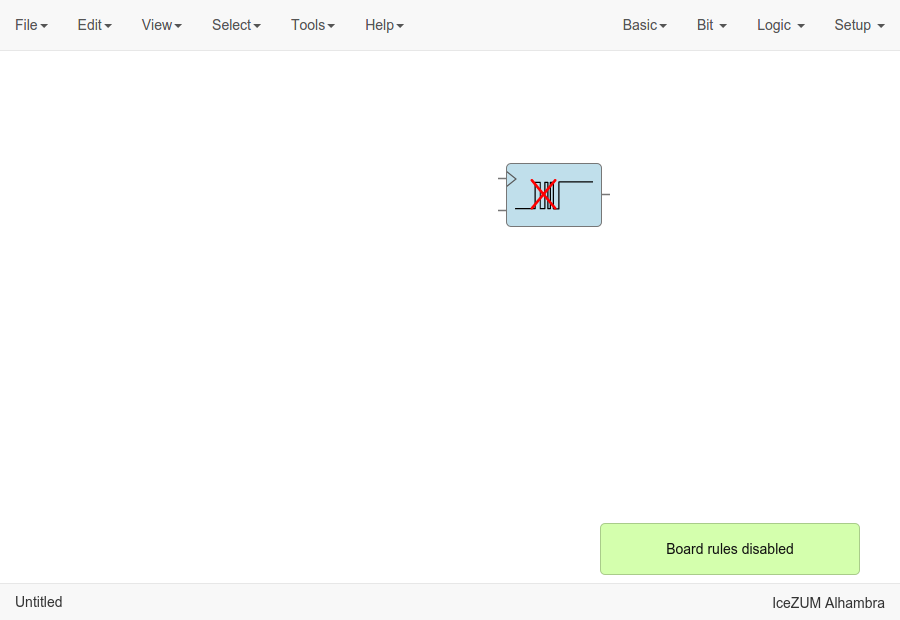 File Edit View Select Tools Help Basic Bit Logic Setup
Board rules disabled
Untitled IceZUM Alhambra